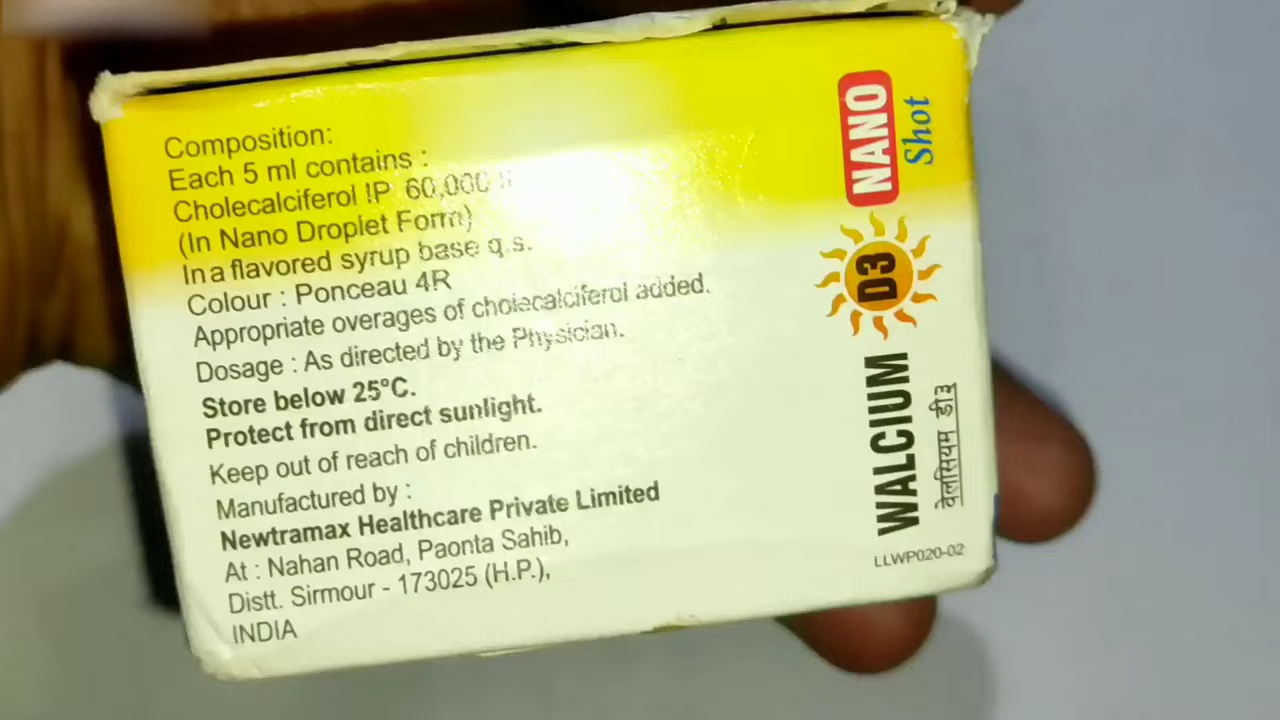 Composition:
Each 5 ml contains :
Cholecalciferol IP 60,000
(In Nano Droplet Form)
In a flavored syrup base q.s.
Colour : Ponceau 4R
Appropriate overages of cholecalciferol added.
Dosage : As directed by the Physician.
Store below 25°C.
Protect from direct sunlight.
Keep out of reach of children.
Manufactured by :
Newtramax Healthcare Private Limited
At : Nahan Road, Paonta Sahib,
Distt. Sirmour - 173025 (H.P.),
INDIA
WALCIUM D3 NANO
Shot
वेलसियम डी३
LLWP020-02